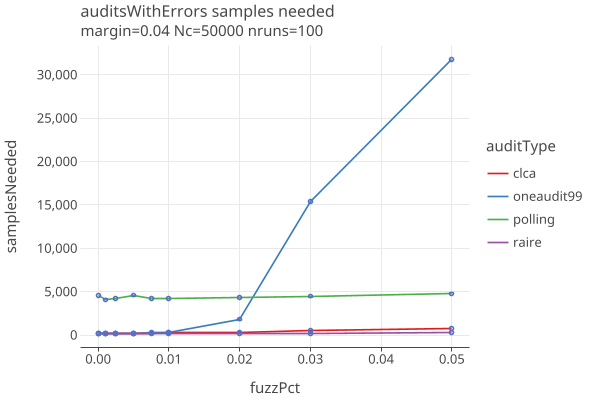 auditsWithErrors samples needed
margin=0.04 Nc=50000 nruns=100
samplesNeeded
30,000
25,000
20,000
15,000
10,000
5,000
0
0.00 0.01 0.02 0.03 0.04 0.05
fuzzPct
auditType
clca
oneaudit99
polling
raire